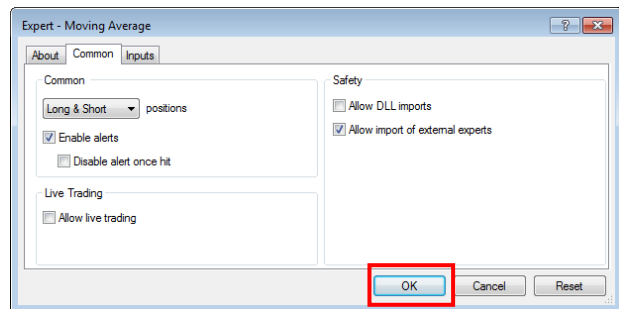 Expert - Moving Average
About Common Inputs
Common
Long & Short positions
Enable alerts
Disable alert once hit
Live Trading
Allow live trading
Safety
Allow DLL imports
Allow import of external experts
OK Cancel Reset